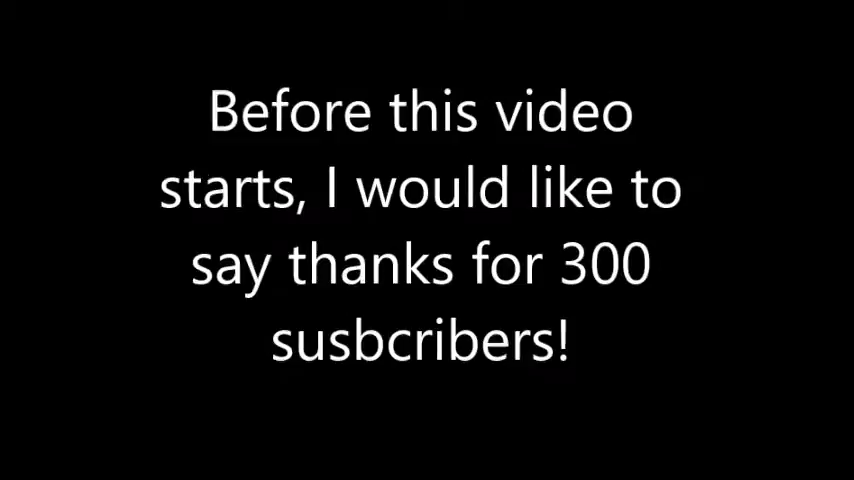 Before this video
starts, I would like to
say thanks for 300
susbcribers!